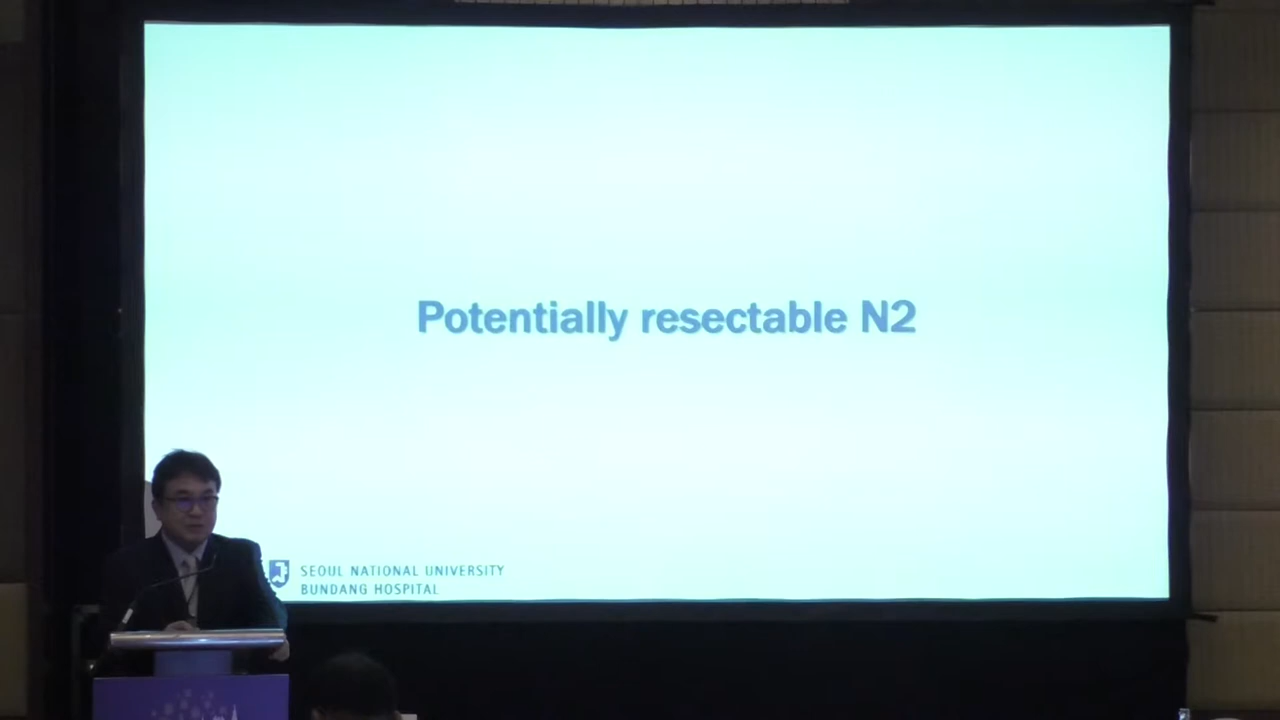 Potentially resectable N2
SEOUL NATIONAL UNIVERSITY
BUNDANG HOSPITAL